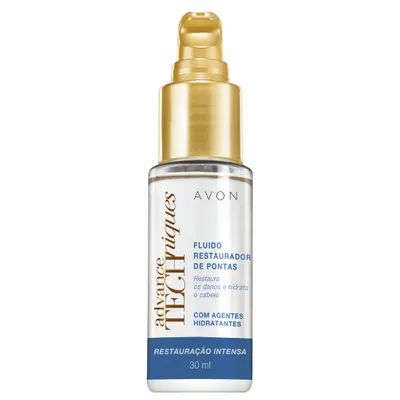 AVON
advance
TECHniques
FLUIDO
RESTAURADOR
DE PONTAS
Restaura
os danos e hidrata
o cabelo
COM AGENTES
HIDRATANTES
RESTAURAÇÃO INTENSA
30 ml